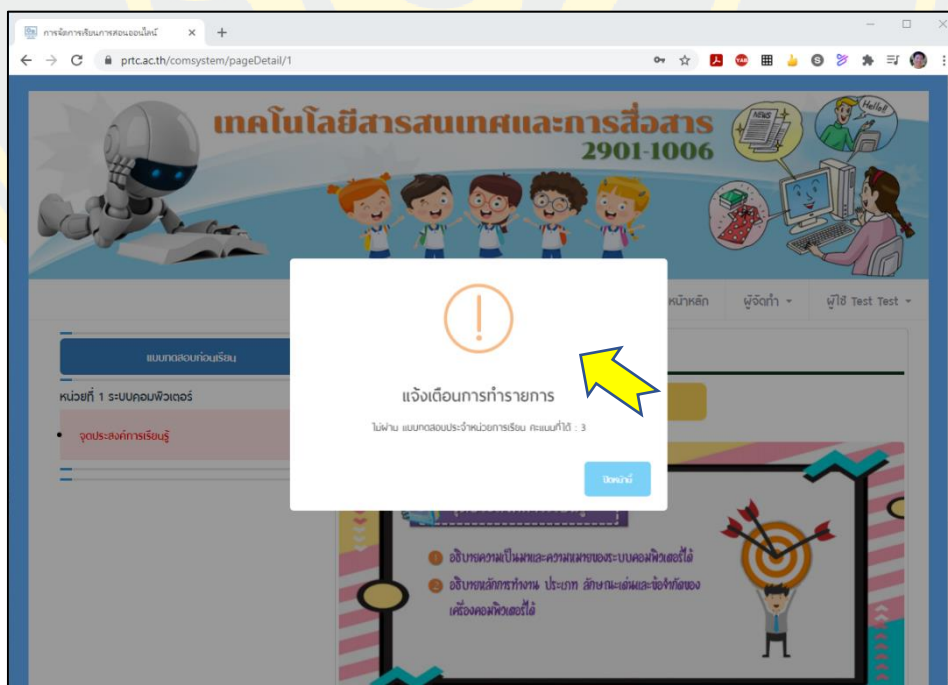 การจัดการเรียนการสอนออนไลน์
prtc.ac.th/comsystem/pageDetail/1
เทคโนโลยีสารสนเทศและการสื่อสาร
2901-1006
NEWS
Hello!
หน้าหลัก ผู้จัดทำ ผู้ใช้ Test Test
แบบทดสอบก่อนเรียน
หน่วยที่ 1 ระบบคอมพิวเตอร์
จุดประสงค์การเรียนรู้
!
แจ้งเตือนการทำรายการ
ไม่ผ่าน แบบทดสอบประจำหน่วยการเรียน คะแนนที่ได้ : 3
ปิดหน้านี้
1 อธิบายความเป็นมาและความหมายของระบบคอมพิวเตอร์ได้
2 อธิบายหลักการทำงาน ประเภท ลักษณะเด่นและข้อจำกัดของ
เครื่องคอมพิวเตอร์ได้